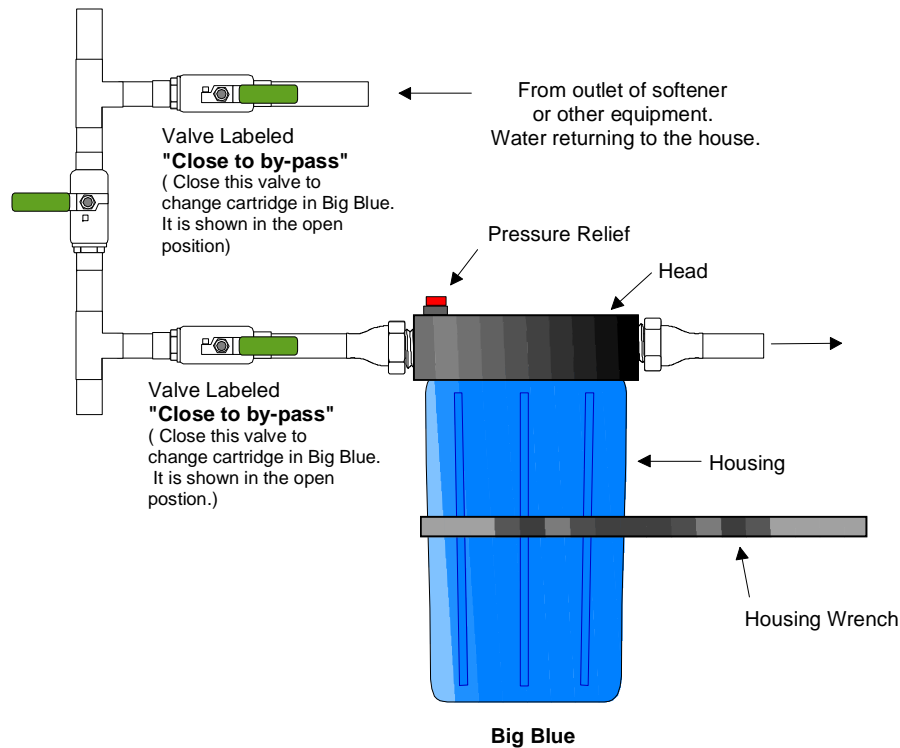 From outlet of softener
or other equipment.
Water returning to the house.
Valve Labeled
"Close to by-pass"
( Close this valve to
change cartridge in Big Blue.
It is shown in the open
position)
Pressure Relief
Head
Valve Labeled
"Close to by-pass"
( Close this valve to
change cartridge in Big Blue.
It is shown in the open
postion.)
Housing
Housing Wrench
Big Blue